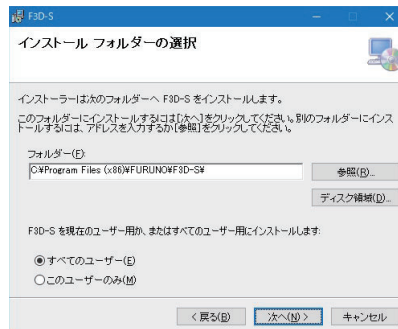 F3D-S
インストール フォルダーの選択
インストーラーは次のフォルダーへ F3D-S をインストールします。
このフォルダーにインストールするには[次へ]をクリックしてください。別のフォルダーにインス
トールするには、アドレスを入力するか[参照]をクリックしてください。
フォルダー(F):
C:¥Program Files (x86)¥FURUNO¥F3D-S¥
参照(R)...
ディスク領域(D)...
F3D-S を現在のユーザー用か、またはすべてのユーザー用にインストールします:
すべてのユーザー(E)
このユーザーのみ(M)
< 戻る(B)
次へ(N) >
キャンセル